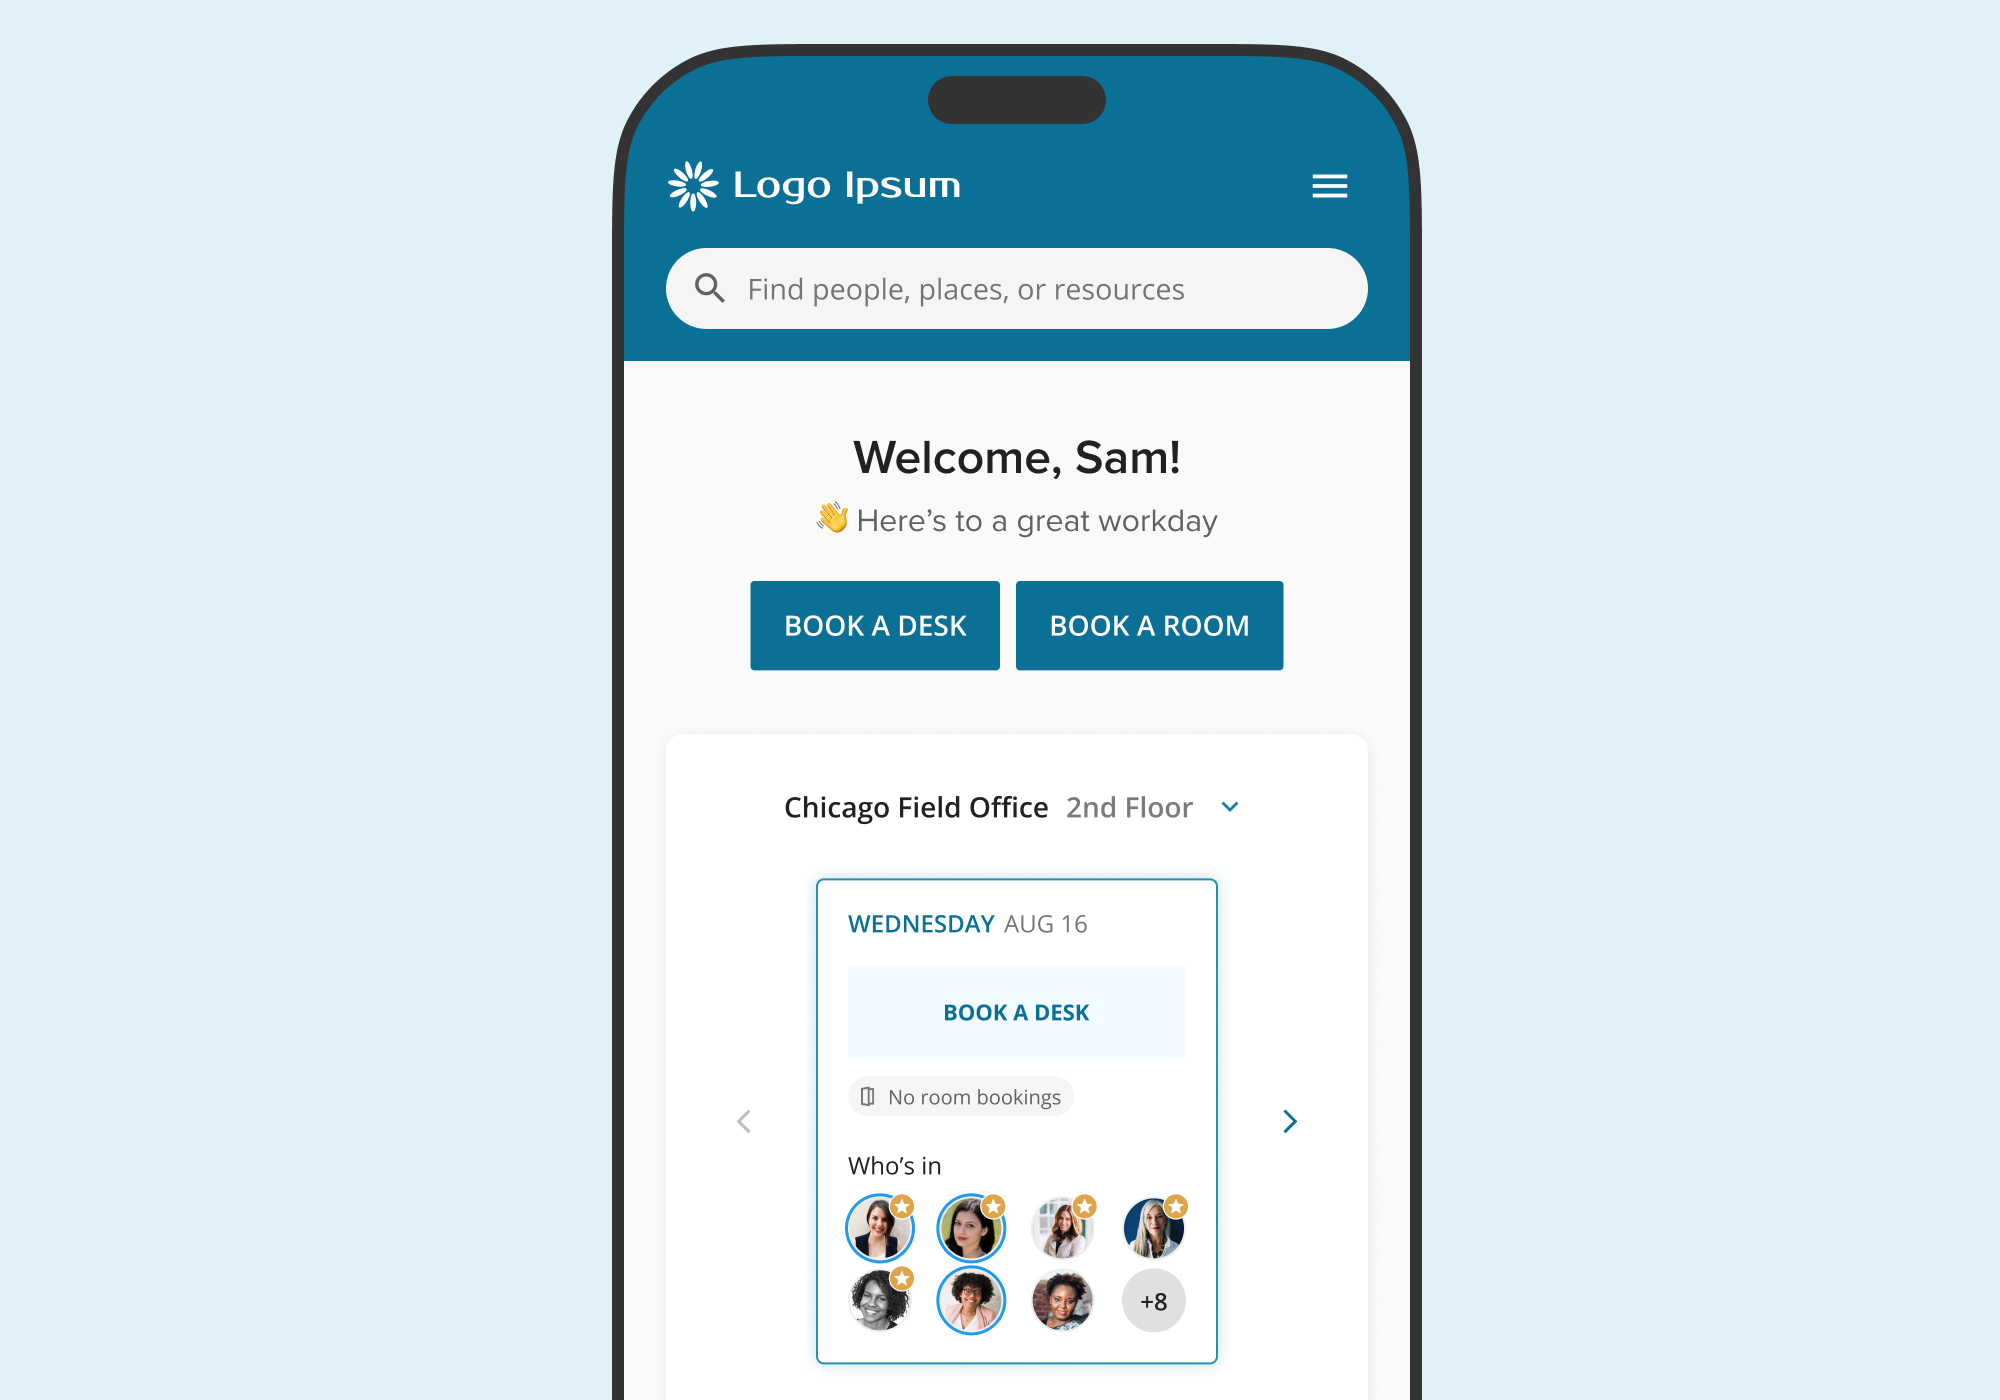 Logo Ipsum
Find people, places, or resources
Welcome, Sam!
👋 Here’s to a great workday
BOOK A DESK BOOK A ROOM
Chicago Field Office 2nd Floor
WEDNESDAY AUG 16
BOOK A DESK
No room bookings
Who’s in
+8